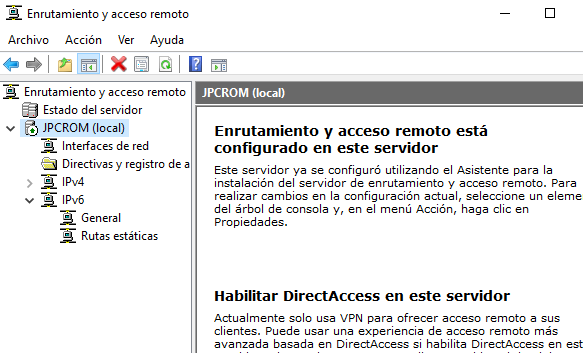 Enrutamiento y acceso remoto
Archivo Acción Ver Ayuda
Enrutamiento y acceso remoto
Estado del servidor
JPCROM (local)
Interfaces de red
Directivas y registro de a
IPv4
IPv6
General
Rutas estáticas
JPCROM (local)
Enrutamiento y acceso remoto está
configurado en este servidor
Este servidor ya se configuró utilizando el Asistente para la
instalación del servidor de enrutamiento y acceso remoto. Para
realizar cambios en la configuración actual, seleccione un eleme
del árbol de consola y, en el menú Acción, haga clic en
Propiedades.
Habilitar DirectAccess en este servidor
Actualmente solo usa VPN para ofrecer acceso remoto a sus
clientes. Puede usar una experiencia de acceso remoto más
avanzada basada en DirectAccess si habilita DirectAccess en est